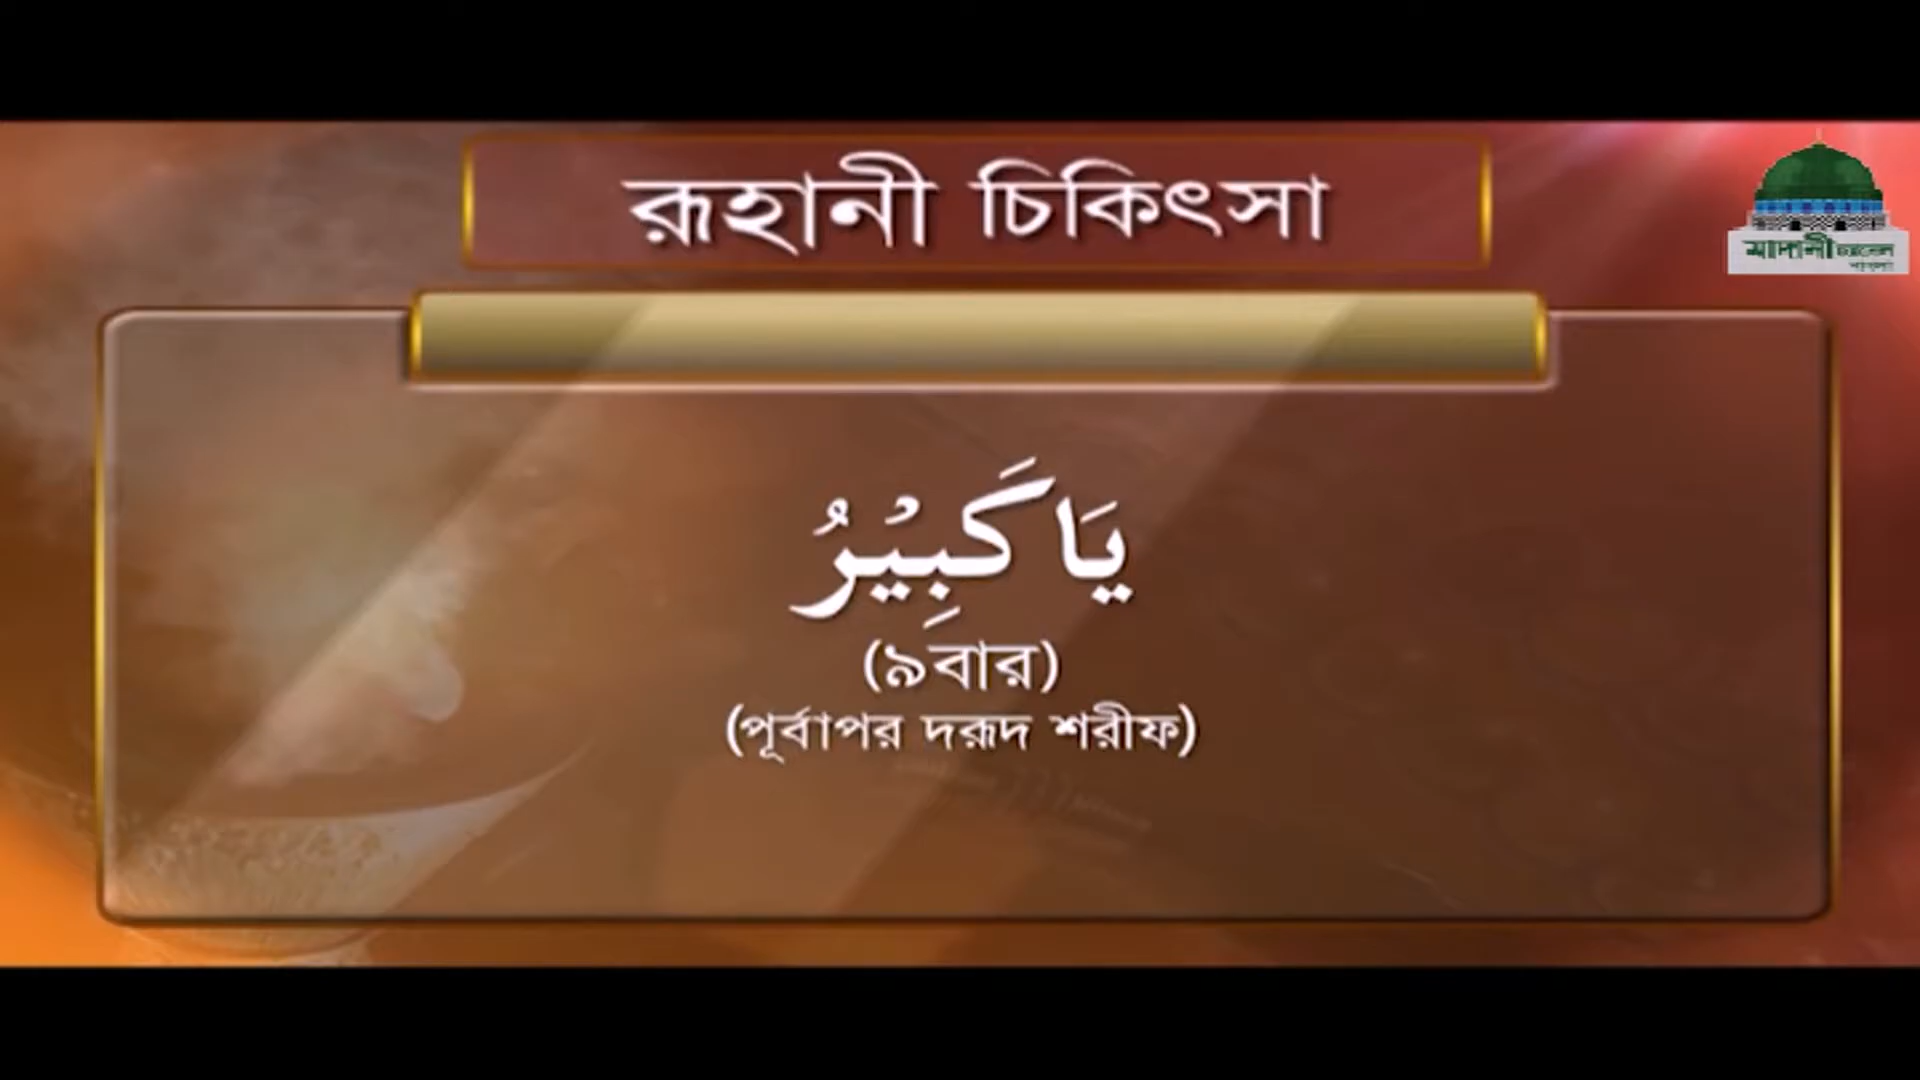 রূহানী চিকিৎসা
মাদানী চ্যানেল
বাংলা
يَا كَبِيْرُ
(৯বার)
(পূর্বাপর দরূদ শরীফ)